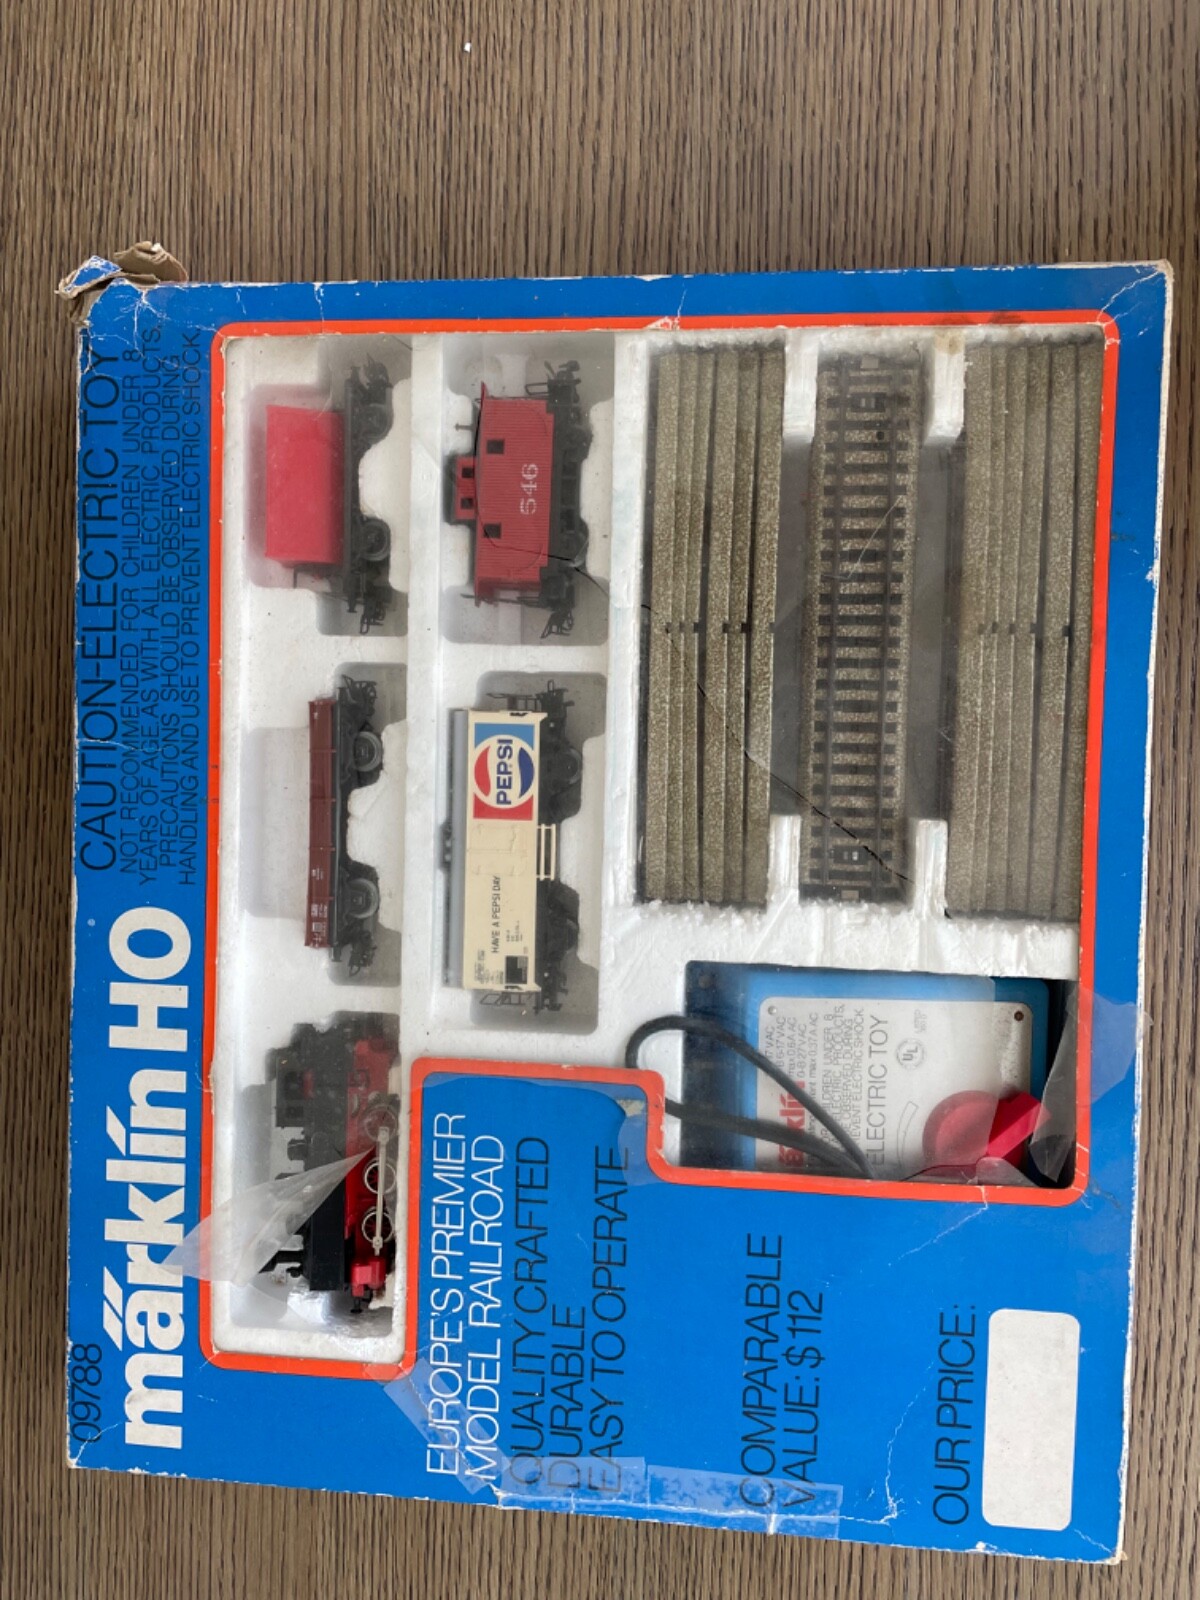 09788
märklin HO
CAUTION-ELECTRIC TOY
NOT RECOMMENDED FOR CHILDREN UNDER 8
YEARS OF AGE. AS WITH ALL ELECTRIC PRODUCTS,
PRECAUTIONS SHOULD BE OBSERVED DURING
HANDLING AND USE TO PREVENT ELECTRIC SHOCK.
546
PEPSI
HAVE A PEPSI DAY
EUROPE'S PREMIER
MODEL RAILROAD
QUALITY CRAFTED
DURABLE
EASY TO OPERATE
ELECTRIC TOY
UL
COMPARABLE
VALUE: $112
OUR PRICE: